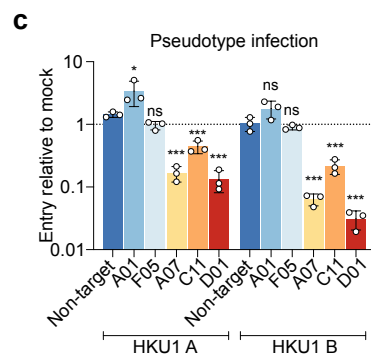 c
Pseudotype infection
Entry relative to mock
10
1
0.1
0.01
* ns *** *** *** ns ns *** *** ***
Non-target A01 F05 A07 C11 D01 Non-target A01 F05 A07 C11 D01
HKU1 A HKU1 B